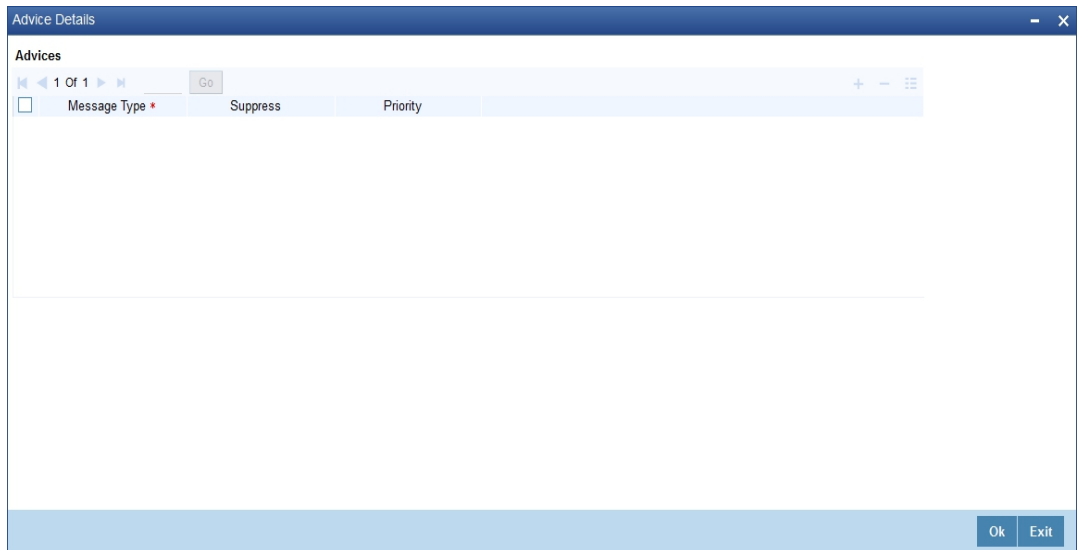 Advice Details
Advices
1 Of 1 Go
Message Type * Suppress Priority
Ok Exit